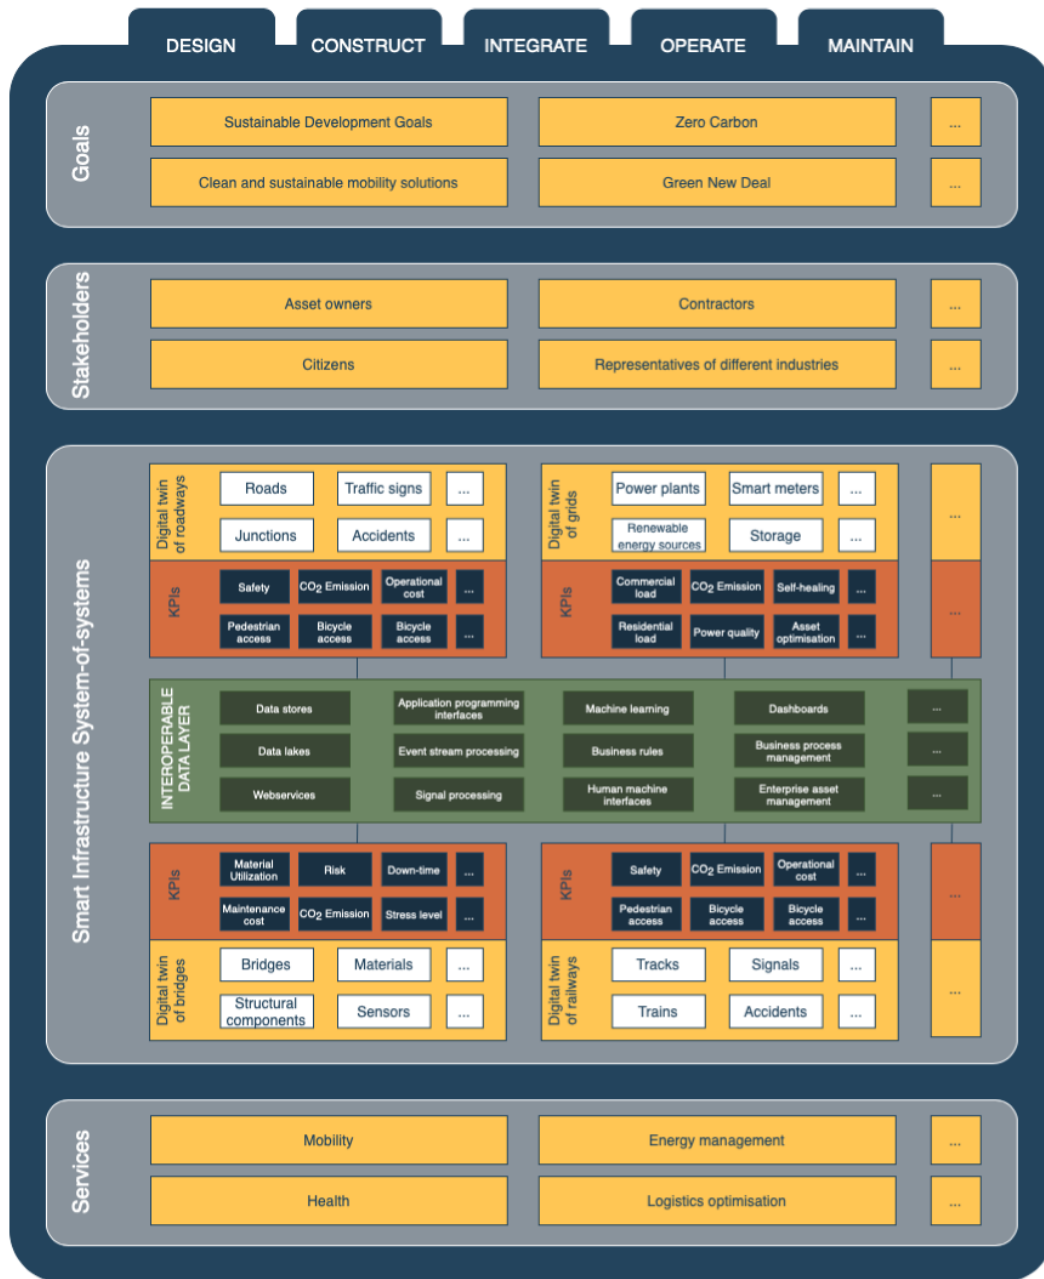 DESIGN
CONSTRUCT
INTEGRATE
OPERATE
MAINTAIN
Goals
Sustainable Development Goals
Zero Carbon
...
Clean and sustainable mobility solutions
Green New Deal
...
Stakeholders
Asset owners
Contractors
...
Citizens
Representatives of different industries
...
Smart Infrastructure System-of-systems
Digital twin
of roadways
Roads
Traffic signs
...
Junctions
Accidents
...
KPIs
Safety
CO2 Emission
Operational
cost
...
Pedestrian
access
Bicycle
access
Bicycle
access
...
Digital twin
of grids
Power plants
Smart meters
...
Renewable
energy sources
Storage
...
KPIs
Commercial
load
CO2 Emission
Self-healing
...
Residential
load
Power quality
Asset
optimisation
...
...
...
INTEROPERABLE
DATA LAYER
Data stores
Application programming
interfaces
Machine learning
Dashboards
...
Data lakes
Event stream processing
Business rules
Business process
management
...
Webservices
Signal processing
Human machine
interfaces
Enterprise asset
management
...
KPIs
Material
Utilization
Risk
Down-time
...
Maintenance
cost
CO2 Emission
Stress level
...
Digital twin
of bridges
Bridges
Materials
...
Structural
components
Sensors
...
KPIs
Safety
CO2 Emission
Operational
cost
...
Pedestrian
access
Bicycle
access
Bicycle
access
...
Digital twin
of railways
Tracks
Signals
...
Trains
Accidents
...
...
...
Services
Mobility
Energy management
...
Health
Logistics optimisation
...